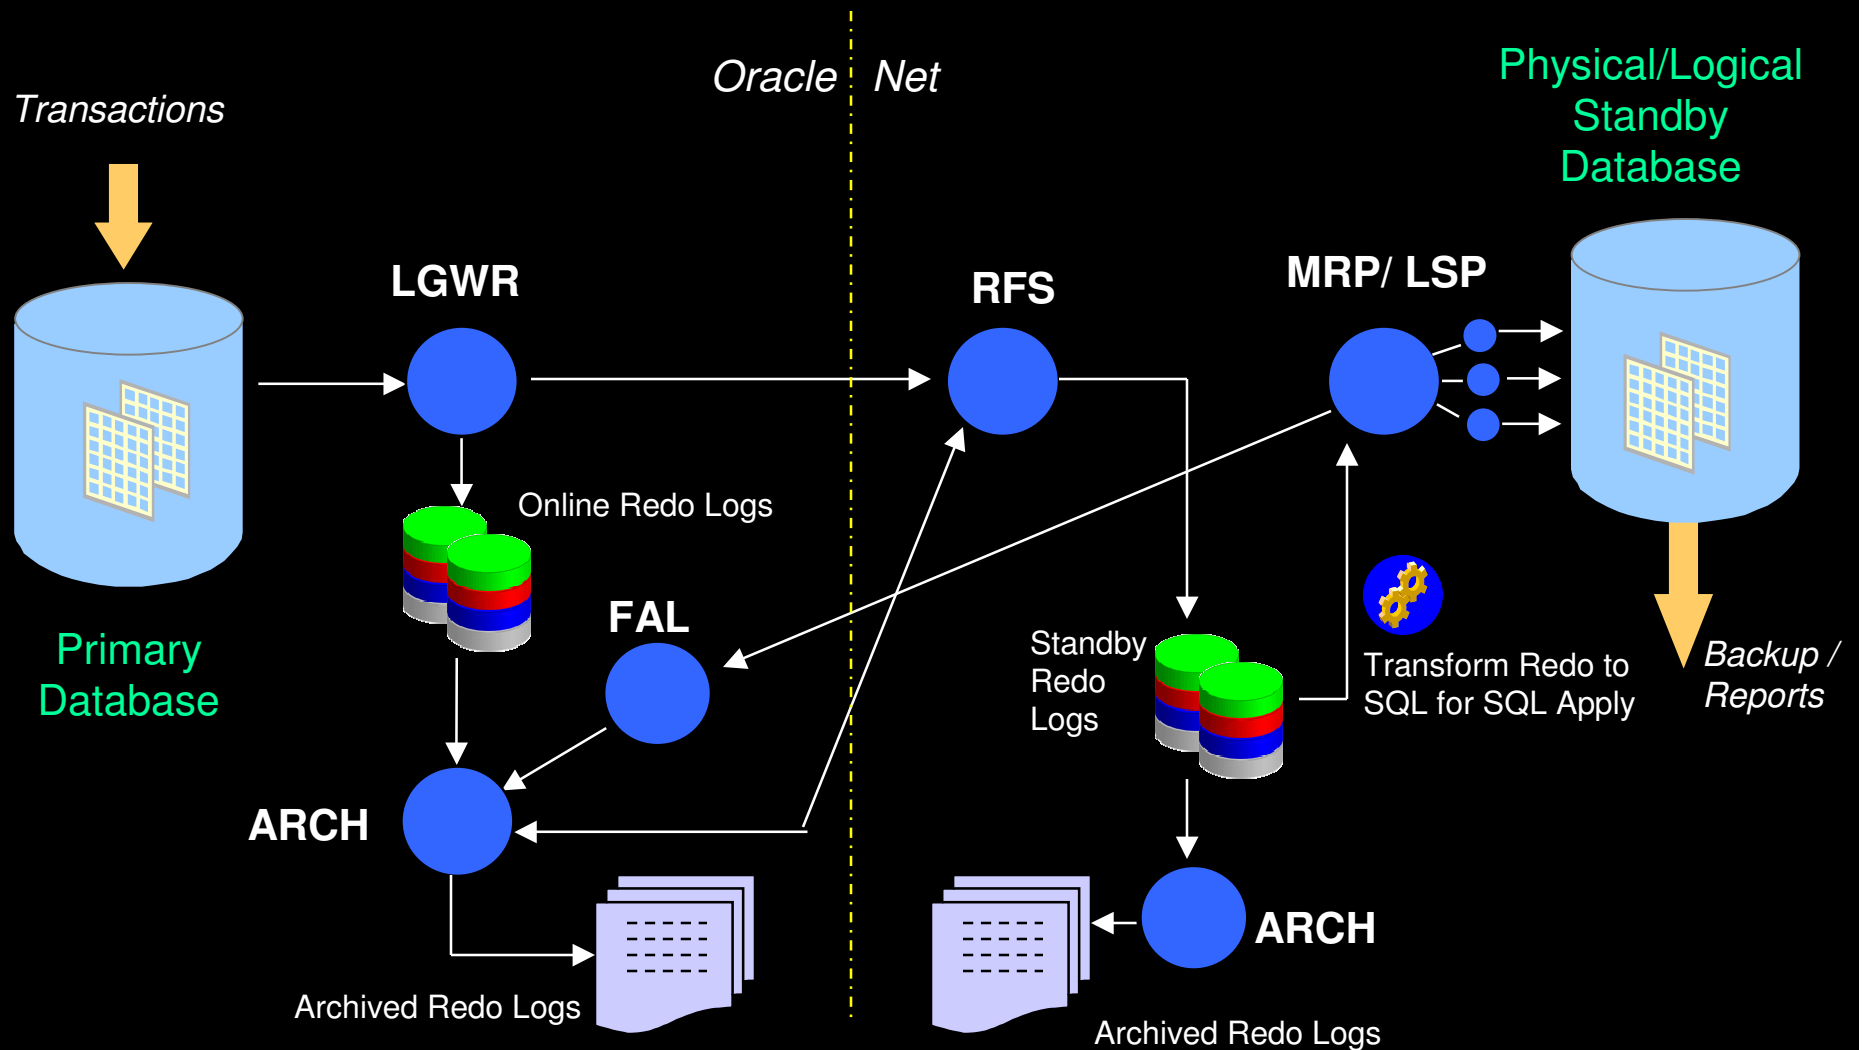 Oracle Net
Physical/Logical
Standby
Database
Transactions
LGWR
RFS
MRP/ LSP
Online Redo Logs
FAL
Primary
Database
Standby
Redo
Logs
Transform Redo to
SQL for SQL Apply
Backup /
Reports
ARCH
ARCH
Archived Redo Logs
Archived Redo Logs